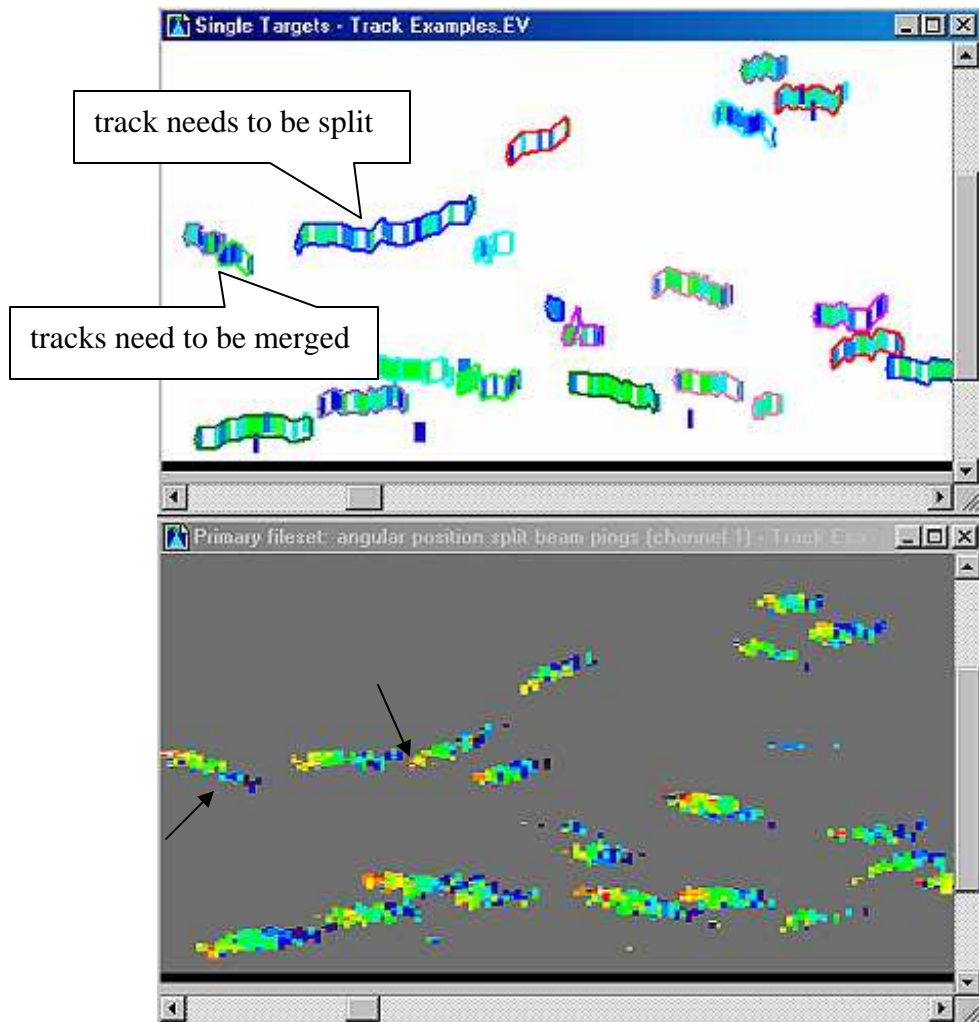 Single Targets - Track Examples.EV
track needs to be split
tracks need to be merged
Primary fileset: angular position split beam pings (channel 1) - Track